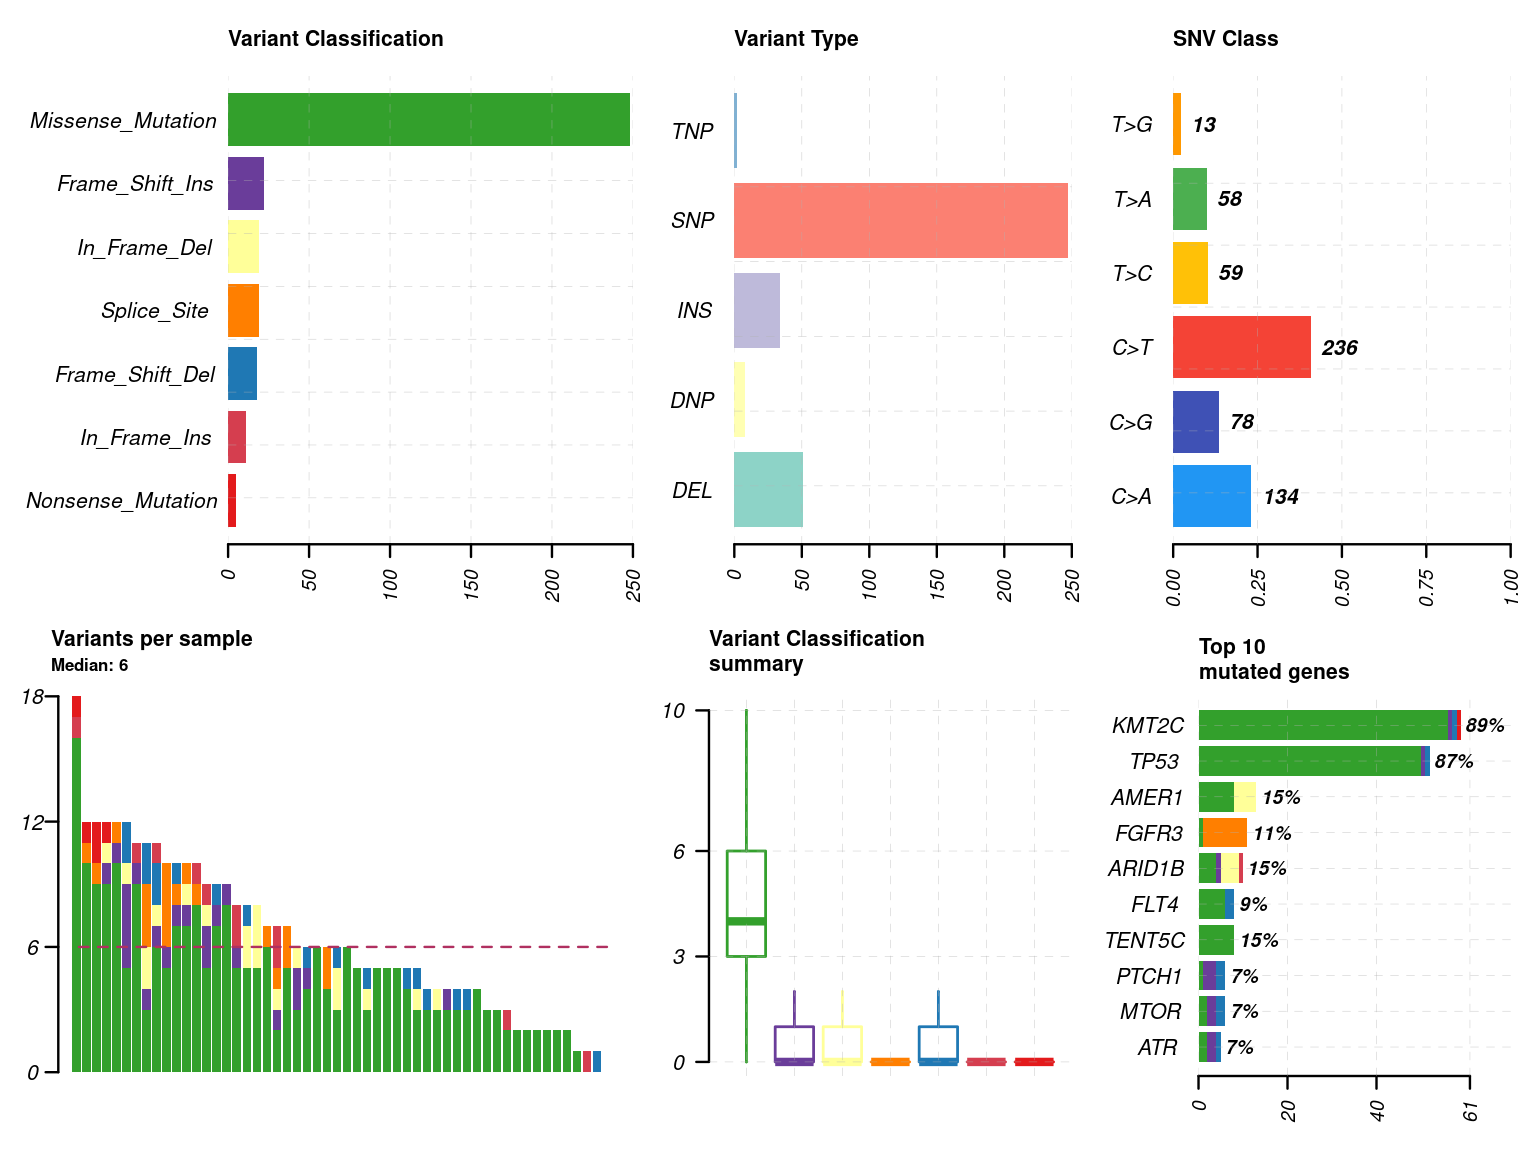 Variant Classification
Missense_Mutation
Frame_Shift_Ins
In_Frame_Del
Splice_Site
Frame_Shift_Del
In_Frame_Ins
Nonsense_Mutation
0 50 100 150 200 250
Variant Type
TNP
SNP
INS
DNP
DEL
0 50 100 150 200 250
SNV Class
T>G 13
T>A 58
T>C 59
C>T 236
C>G 78
C>A 134
0.00 0.25 0.50 0.75 1.00
Variants per sample
Median: 6
18
12
6
0
Variant Classification
summary
10
6
3
0
Top 10
mutated genes
KMT2C 89%
TP53 87%
AMER1 15%
FGFR3 11%
ARID1B 15%
FLT4 9%
TENT5C 15%
PTCH1 7%
MTOR 7%
ATR 7%
0 20 40 61